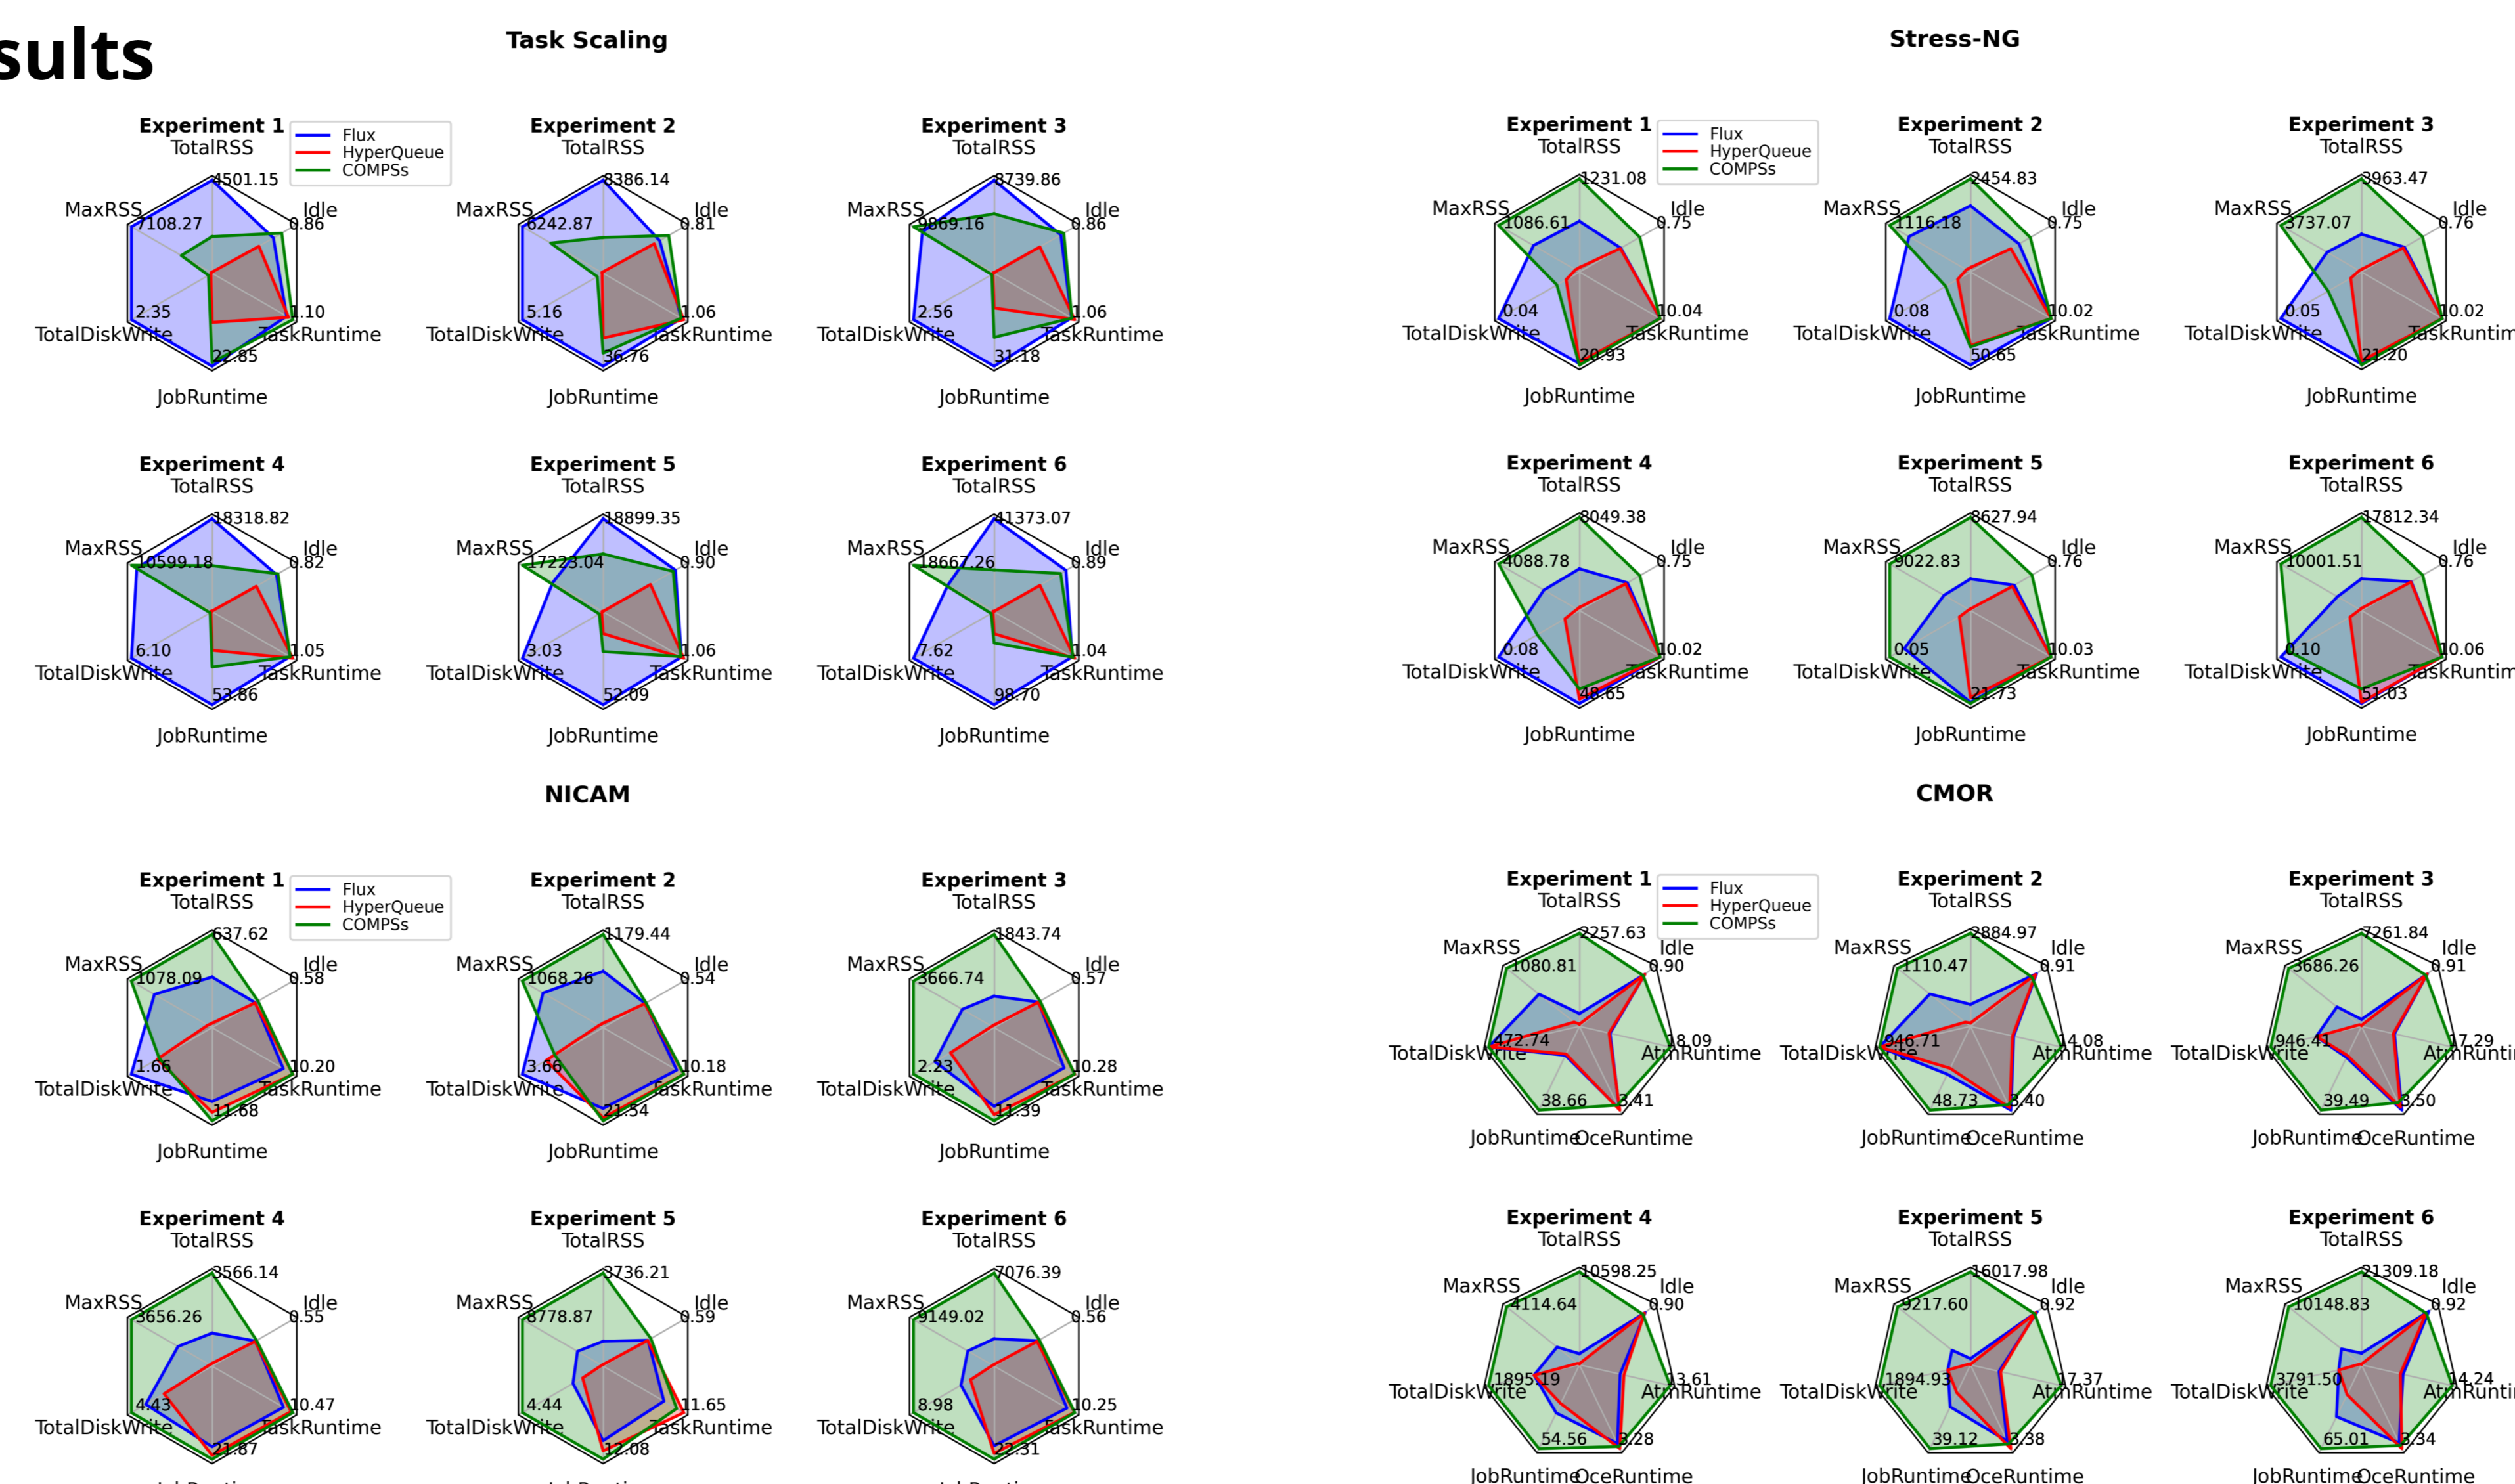 sults
Task Scaling
Experiment 1
TotalRSS
Flux
HyperQueue
COMPSs
4501.15
MaxRSS
Idle
7108.27
0.86
2.35
1.10
TotalDiskWrite
TaskRuntime
22.85
JobRuntime
Experiment 2
TotalRSS
8386.14
MaxRSS
Idle
6242.87
0.81
5.16
1.06
TotalDiskWrite
TaskRuntime
36.76
JobRuntime
Experiment 3
TotalRSS
8739.86
MaxRSS
Idle
9869.16
0.86
2.56
1.06
TotalDiskWrite
TaskRuntime
31.18
JobRuntime
Experiment 4
TotalRSS
18318.82
MaxRSS
Idle
10599.18
0.82
6.10
1.05
TotalDiskWrite
TaskRuntime
53.86
JobRuntime
Experiment 5
TotalRSS
18899.35
MaxRSS
Idle
17223.04
0.90
3.03
1.06
TotalDiskWrite
TaskRuntime
52.09
JobRuntime
Experiment 6
TotalRSS
41373.07
MaxRSS
Idle
18667.26
0.89
7.62
1.04
TotalDiskWrite
TaskRuntime
98.70
JobRuntime
Stress-NG
Experiment 1
TotalRSS
Flux
HyperQueue
COMPSs
1231.08
MaxRSS
Idle
1086.61
0.75
0.04
10.04
TotalDiskWrite
TaskRuntime
20.93
JobRuntime
Experiment 2
TotalRSS
2454.83
MaxRSS
Idle
1116.18
0.75
0.08
10.02
TotalDiskWrite
TaskRuntime
50.65
JobRuntime
Experiment 3
TotalRSS
3963.47
MaxRSS
Idle
3737.07
0.76
0.05
10.02
TotalDiskWrite
TaskRuntim
21.20
JobRuntime
Experiment 4
TotalRSS
8049.38
MaxRSS
Idle
4088.78
0.75
0.08
10.02
TotalDiskWrite
TaskRuntime
48.65
JobRuntime
Experiment 5
TotalRSS
8627.94
MaxRSS
Idle
9022.83
0.76
0.05
10.03
TotalDiskWrite
TaskRuntime
21.73
JobRuntime
Experiment 6
TotalRSS
17812.34
MaxRSS
Idle
10001.51
0.76
0.10
10.06
TotalDiskWrite
TaskRuntim
51.03
JobRuntime
NICAM
Experiment 1
TotalRSS
Flux
HyperQueue
COMPSs
637.62
MaxRSS
Idle
1078.09
0.58
1.66
10.20
TotalDiskWrite
TaskRuntime
11.68
JobRuntime
Experiment 2
TotalRSS
1179.44
MaxRSS
Idle
1068.26
0.54
3.66
10.18
TotalDiskWrite
TaskRuntime
21.54
JobRuntime
Experiment 3
TotalRSS
1843.74
MaxRSS
Idle
3666.74
0.57
2.23
10.28
TotalDiskWrite
TaskRuntime
11.39
JobRuntime
Experiment 4
TotalRSS
3566.14
MaxRSS
Idle
3656.26
0.55
4.43
10.47
TotalDiskWrite
TaskRuntime
21.87
Experiment 5
TotalRSS
3736.21
MaxRSS
Idle
8778.87
0.59
4.44
11.65
TotalDiskWrite
TaskRuntime
12.08
Experiment 6
TotalRSS
7076.39
MaxRSS
Idle
9149.02
0.56
8.98
10.25
TotalDiskWrite
TaskRuntime
22.31
CMOR
Experiment 1
TotalRSS
Flux
HyperQueue
COMPSs
2257.63
MaxRSS
Idle
1080.81
0.90
472.74
18.09
TotalDiskWrite
AtmRuntime
38.66
3.41
JobRuntime
OceRuntime
Experiment 2
TotalRSS
2884.97
MaxRSS
Idle
1110.47
0.91
946.71
14.08
TotalDiskWrite
AtmRuntime
48.73
3.40
JobRuntime
OceRuntime
Experiment 3
TotalRSS
7261.84
MaxRSS
Idle
3686.26
0.91
946.41
17.29
TotalDiskWrite
AtmRuntime
39.49
3.50
JobRuntime
OceRuntime
Experiment 4
TotalRSS
10598.25
MaxRSS
Idle
4114.64
0.90
1895.19
13.61
TotalDiskWrite
AtmRuntime
54.56
3.28
JobRuntime
OceRuntime
Experiment 5
TotalRSS
16017.98
MaxRSS
Idle
9217.60
0.92
1894.93
17.37
TotalDiskWrite
AtmRuntime
39.12
3.38
JobRuntime
OceRuntime
Experiment 6
TotalRSS
21309.18
MaxRSS
Idle
10148.83
0.92
3791.50
14.24
TotalDiskWrite
AtmRuntime
65.01
3.34
JobRuntime
OceRuntime